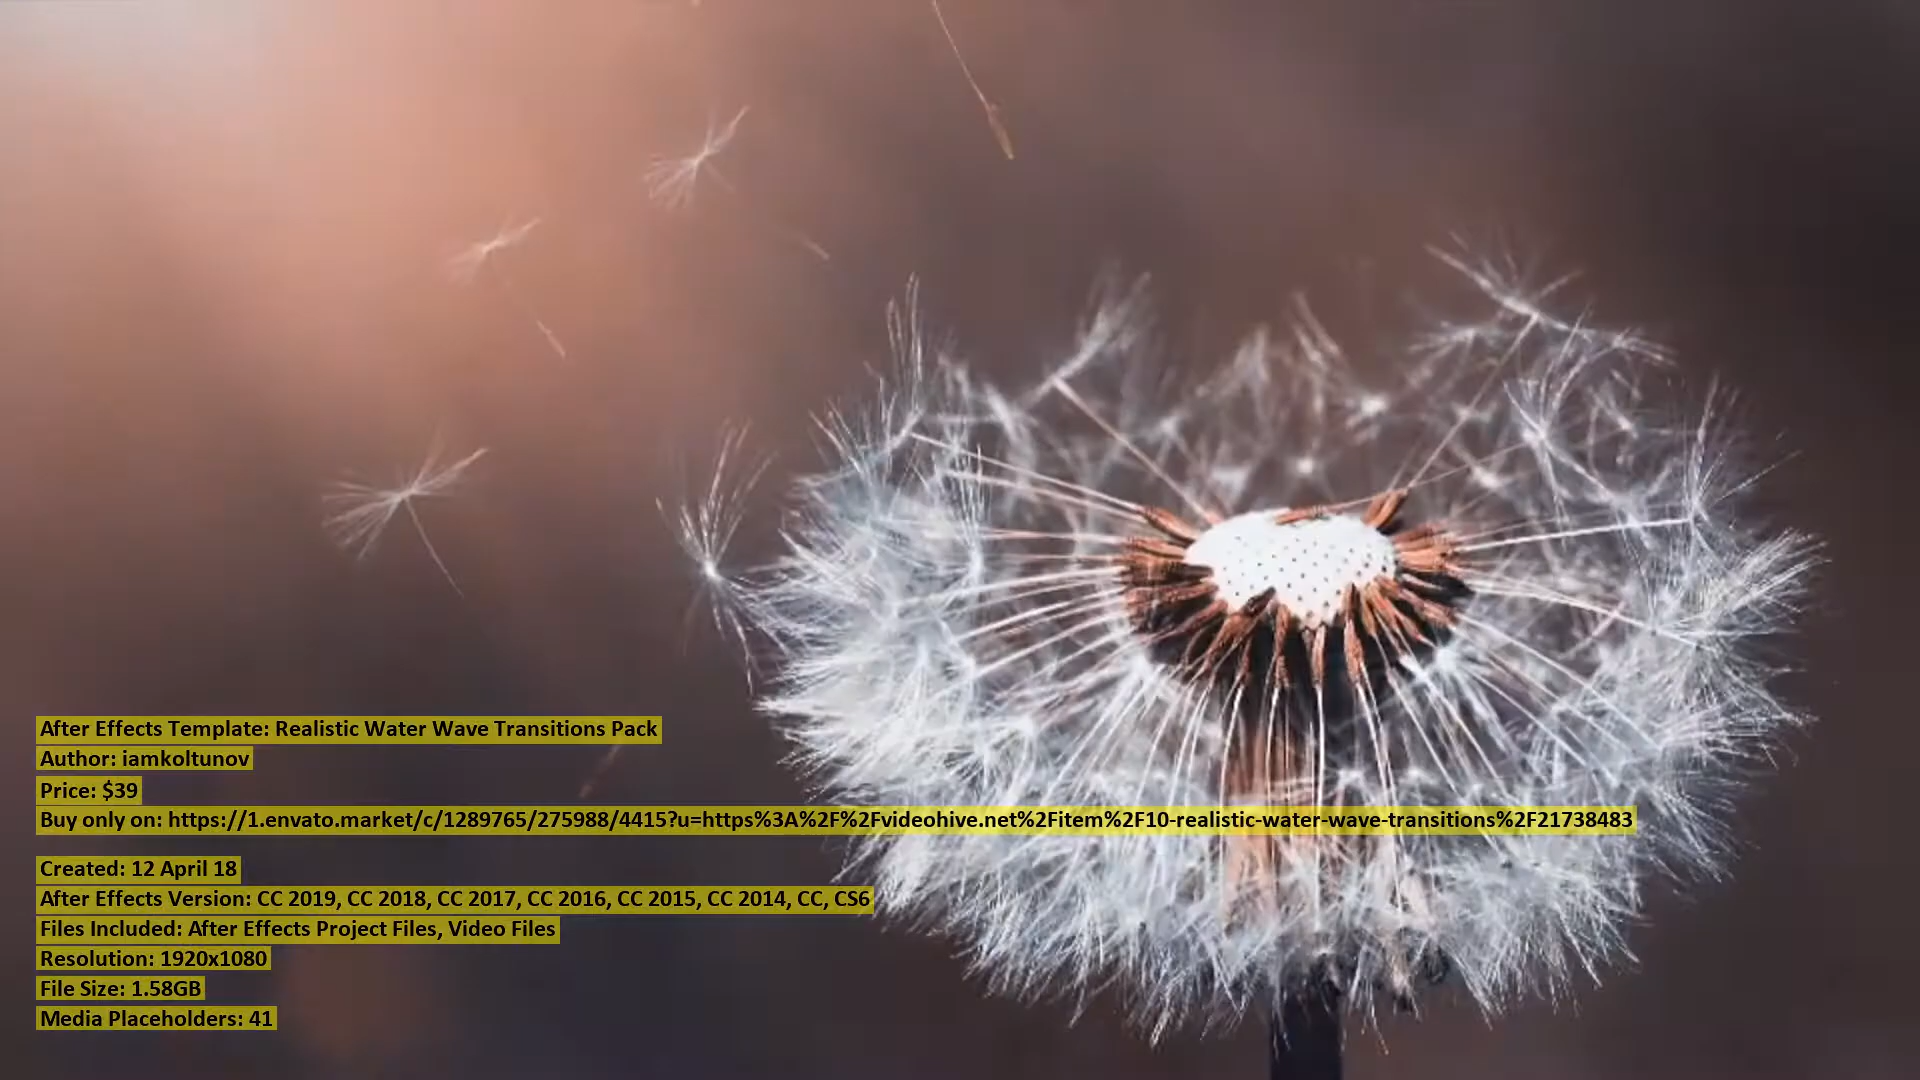 After Effects Template: Realistic Water Wave Transitions Pack
Author: iamkoltunov
Price: $39
Buy only on: https://1.envato.market/c/1289765/275988/4415?u=https%3A%2F%2Fvideohive.net%2Fitem%2F10-realistic-water-wave-transitions%2F21738483
Created: 12 April 18
After Effects Version: CC 2019, CC 2018, CC 2017, CC 2016, CC 2015, CC 2014, CC, CS6
Files Included: After Effects Project Files, Video Files
Resolution: 1920x1080
File Size: 1.58GB
Media Placeholders: 41